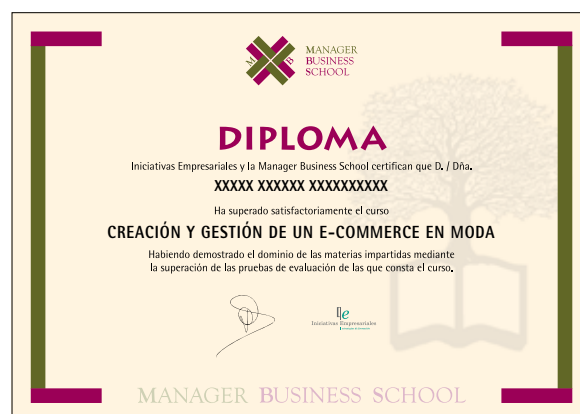 M B
MANAGER
BUSINESS
SCHOOL
DIPLOMA
Iniciativas Empresariales y la Manager Business School certifican que D. / Dña.
XXXXX XXXXXX XXXXXXXXXX
Ha superado satisfactoriamente el curso
CREACIÓN Y GESTIÓN DE UN E-COMMERCE EN MODA
Habiendo demostrado el dominio de las materias impartidas mediante
la superación de las pruebas de evaluación de las que consta el curso.
Ie
Iniciativas Empresariales
MANAGER BUSINESS SCHOOL